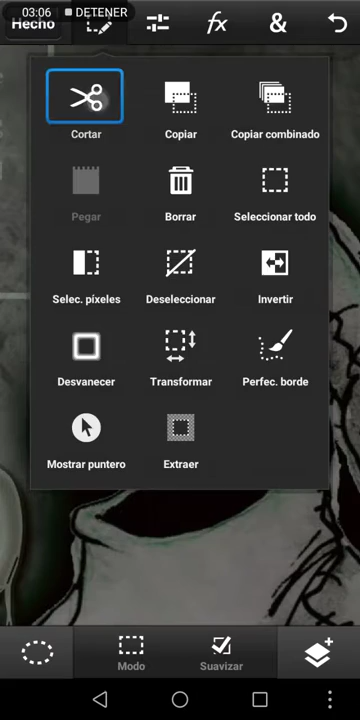 03:06 DETENER
Hecho
fx
&
Cortar
Copiar
Copiar combinado
Pegar
Borrar
Seleccionar todo
Selec. píxeles
Deseleccionar
Invertir
Desvanecer
Transformar
Perfec. borde
Mostrar puntero
Extraer
Modo
Suavizar